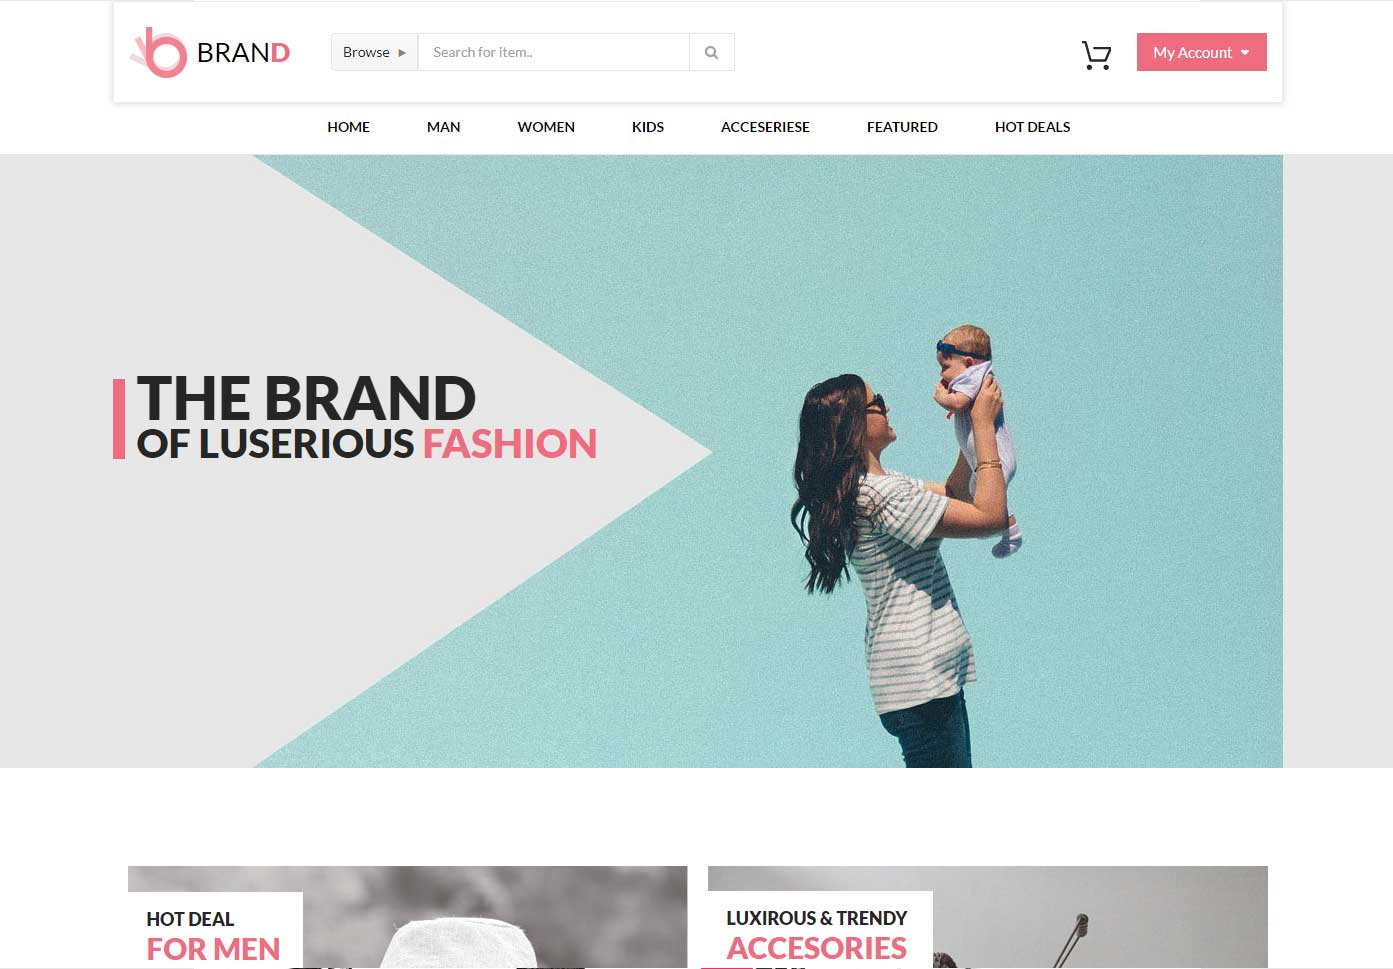 BRAND
Browse
Search for item..
My Account
HOME MAN WOMEN KIDS ACCESERIESE FEATURED HOT DEALS
THE BRAND
OF LUSERIOUS FASHION
HOT DEAL
FOR MEN
LUXIROUS & TRENDY
ACCESORIES